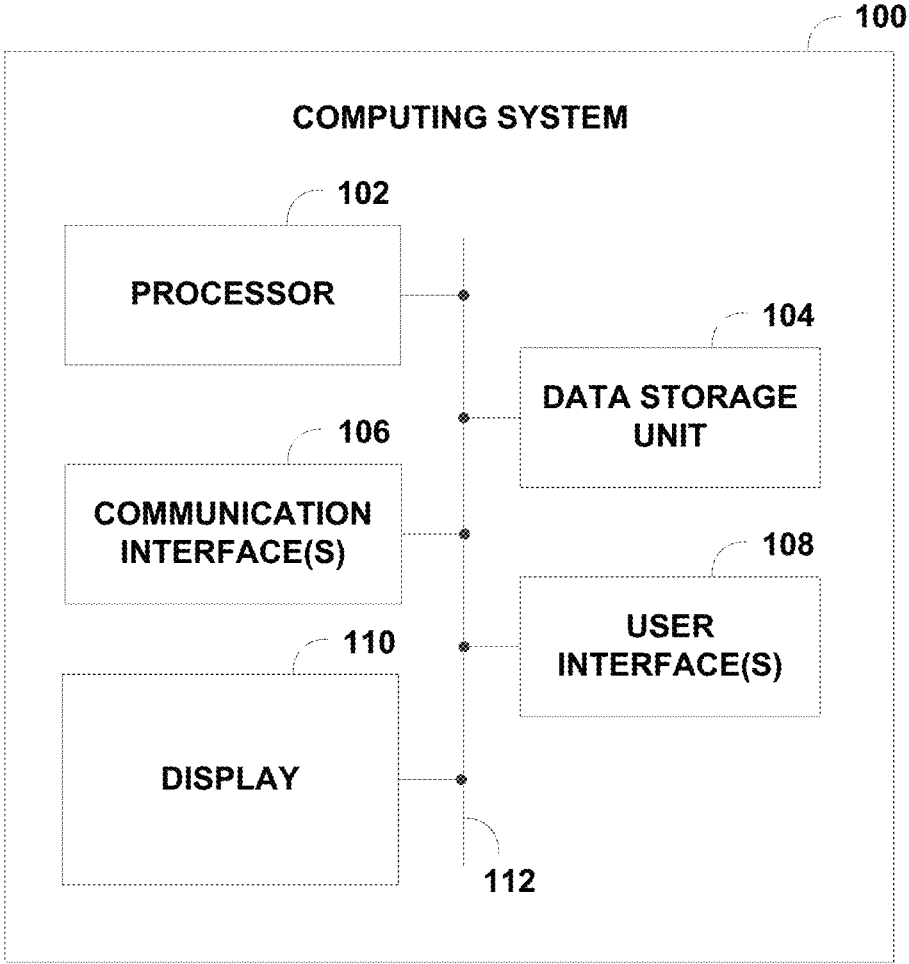 100
COMPUTING SYSTEM
102
PROCESSOR
104
DATA STORAGE
UNIT
106
COMMUNICATION
INTERFACE(S)
108
USER
INTERFACE(S)
110
DISPLAY
112